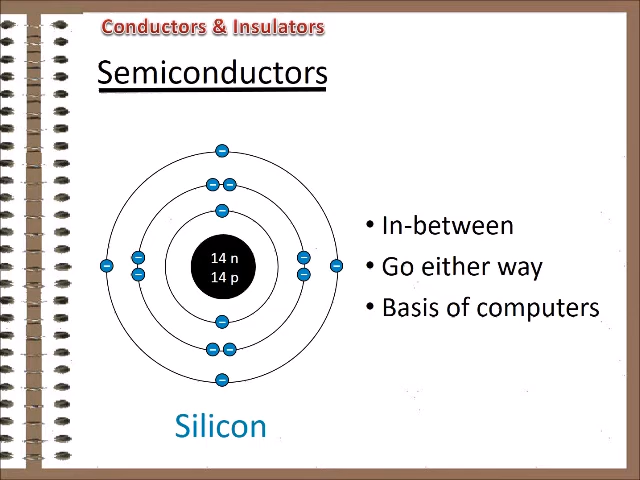 Conductors & Insulators
Semiconductors
14 n
14 p
• In-between
• Go either way
• Basis of computers
Silicon